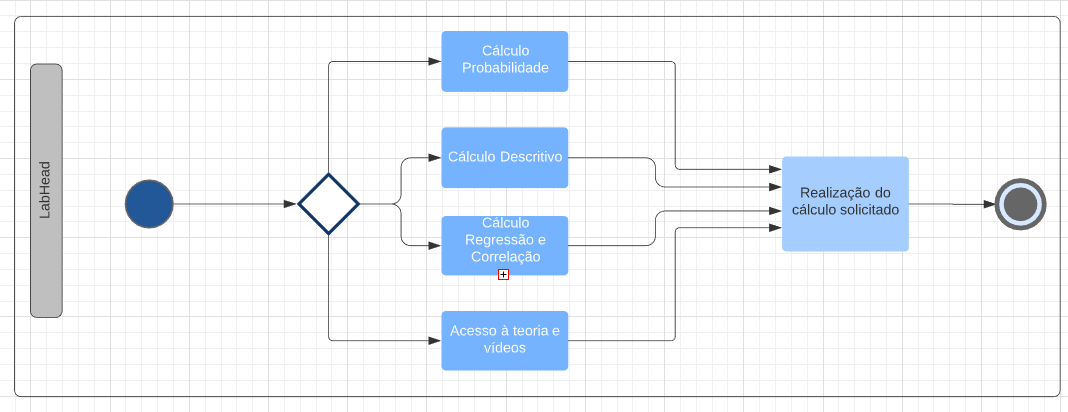 LabHead
Cálculo
Probabilidade
Cálculo Descritivo
Cálculo
Regressão e
Correlação
Acesso à teoria e
vídeos
Realização do
cálculo solicitado